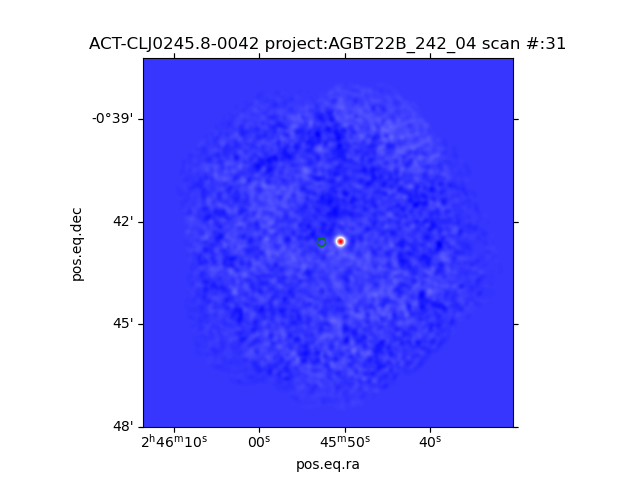 ACT-CLJ0245.8-0042 project:AGBT22B_242_04 scan #:31
-0°39'
42'
45'
48'
2ʰ46ᵐ10ˢ 00ˢ 45ᵐ50ˢ 40ˢ
pos.eq.ra
pos.eq.dec